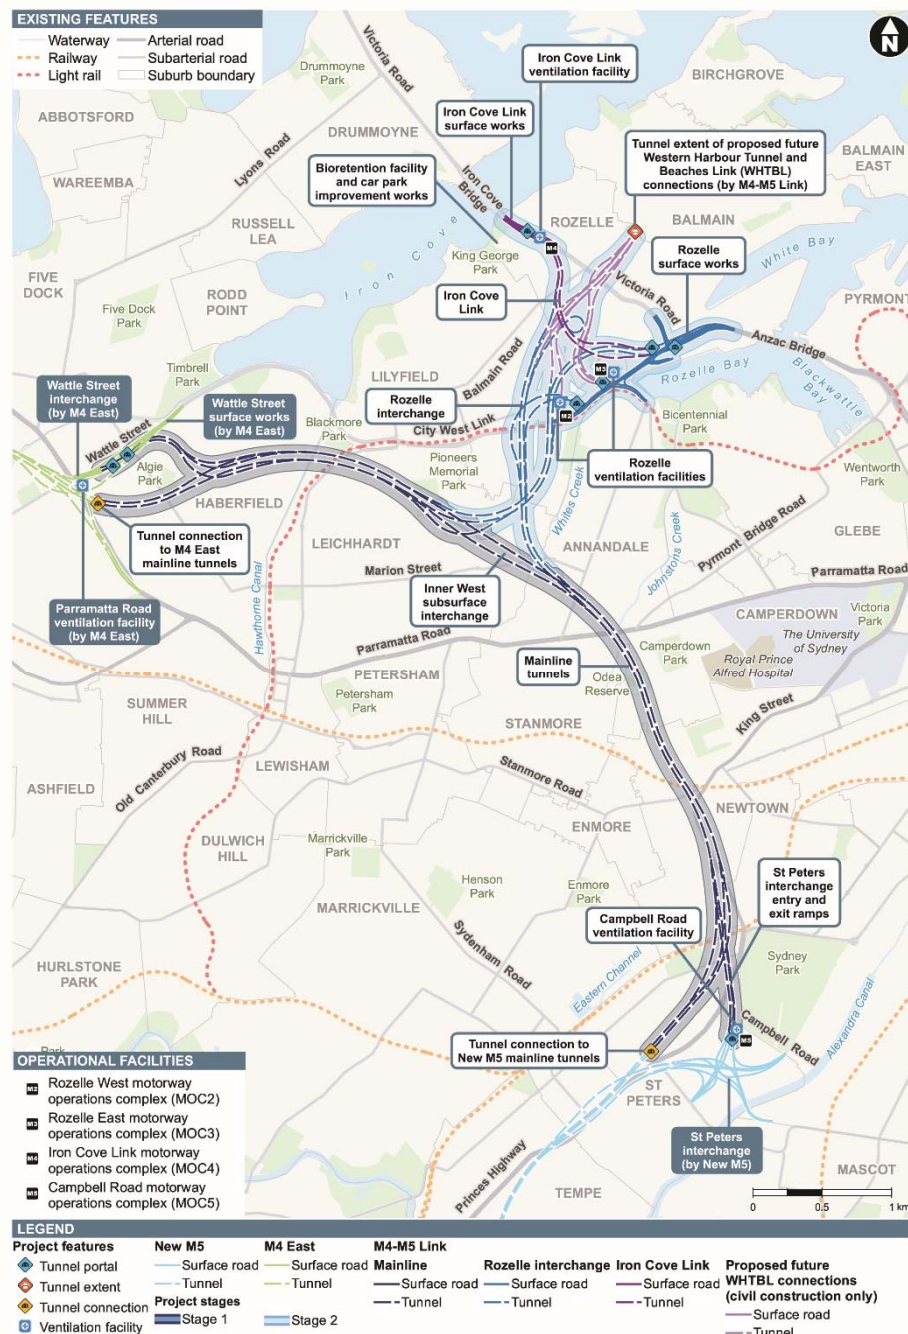 EXISTING FEATURES
Waterway
Arterial road
Railway
Subarterial road
Light rail
Suburb boundary
N
Victoria Road
Drummoyne
Park
Iron Cove Link
ventilation facility
BIRCHGROVE
ABBOTSFORD
Iron Cove Link
surface works
DRUMMOYNE
Lyons Road
Tunnel extent of proposed future
Western Harbour Tunnel and
Beaches Link (WHTBL)
connections (by M4-M5 Link)
BALMAIN
EAST
WAREEMBA
Bioretention facility
and car park
improvement works
Iron Cove
Bridge
RUSSELL
LEA
ROZELLE
BALMAIN
M4
King George
Park
Rozelle
surface works
White Bay
FIVE
DOCK
Iron Cove
RODD
POINT
Iron Cove
Link
Victoria Road
PYRMONT
Five Dock
Park
Anzac Bridge
Timbrell
Park
LILYFIELD
Balmain Road
M3
Rozelle Bay
Blackwattle
Bay
Wattle Street
interchange
(by M4 East)
Wattle Street
surface works
(by M4 East)
Rozelle
interchange
M2
Blackmore
Park
City West Link
Bicentennial
Park
Wattle Street
Algie
Park
Pioneers
Memorial
Park
Rozelle
ventilation facilities
Wentworth
Park
HABERFIELD
Whites Creek
Tunnel connection
to M4 East
mainline tunnels
LEICHHARDT
ANNANDALE
Johnstons Creek
Pyrmont Bridge Road
GLEBE
Marion Street
Parramatta Road
Inner West
subsurface
interchange
Hawthorne Canal
Parramatta Road
ventilation facility
(by M4 East)
CAMPERDOWN
Victoria
Park
Parramatta Road
The University
of Sydney
Mainline
tunnels
Camperdown
Park
Royal Prince
Alfred Hospital
PETERSHAM
Odea
Reserve
Petersham
Park
SUMMER
HILL
STANMORE
King Street
Old Canterbury Road
LEWISHAM
Stanmore Road
ASHFIELD
NEWTOWN
DULWICH
HILL
Marrickville
Park
ENMORE
Henson
Park
Enmore
Park
St Peters
interchange
entry and
exit ramps
MARRICKVILLE
Campbell Road
ventilation facility
Sydenham Road
Sydney
Park
HURLSTONE
PARK
Eastern Channel
Alexandra Canal
Campbell Road
Tunnel connection to
New M5 mainline tunnels
M5
Park
ST
PETERS
St Peters
interchange
(by New M5)
Princes Highway
MASCOT
TEMPE
0 0.5 1 km
OPERATIONAL FACILITIES
M2 Rozelle West motorway
operations complex (MOC2)
M3 Rozelle East motorway
operations complex (MOC3)
M4 Iron Cove Link motorway
operations complex (MOC4)
M5 Campbell Road motorway
operations complex (MOC5)
LEGEND
Project features
Tunnel portal
Tunnel extent
Tunnel connection
Ventilation facility
New M5
Surface road
Tunnel
Project stages
Stage 1
Stage 2
M4 East
Surface road
Tunnel
M4-M5 Link
Mainline
Surface road
Tunnel
Rozelle interchange
Surface road
Tunnel
Iron Cove Link
Surface road
Tunnel
Proposed future
WHTBL connections
(civil construction only)
Surface road
Tunnel